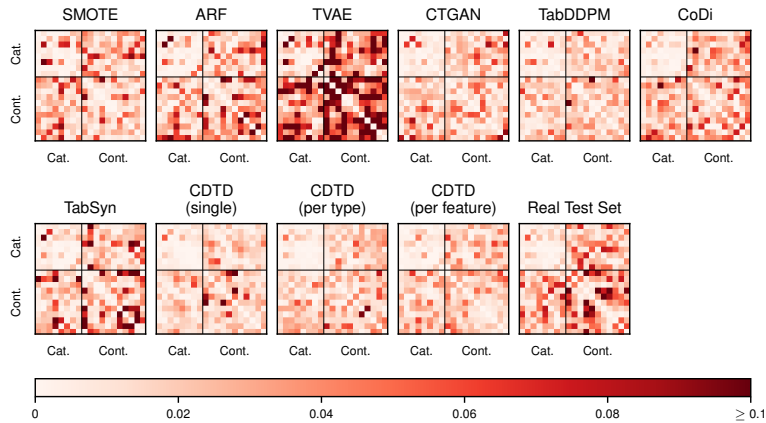 SMOTE ARF TVAE CTGAN TabDDPM CoDi
Cat.
Cont.
Cat. Cont. Cat. Cont. Cat. Cont. Cat. Cont. Cat. Cont. Cat. Cont.
TabSyn CDTD (single) CDTD (per type) CDTD (per feature) Real Test Set
Cat.
Cont.
Cat. Cont. Cat. Cont. Cat. Cont. Cat. Cont. Cat. Cont.
0 0.02 0.04 0.06 0.08 ≥ 0.1